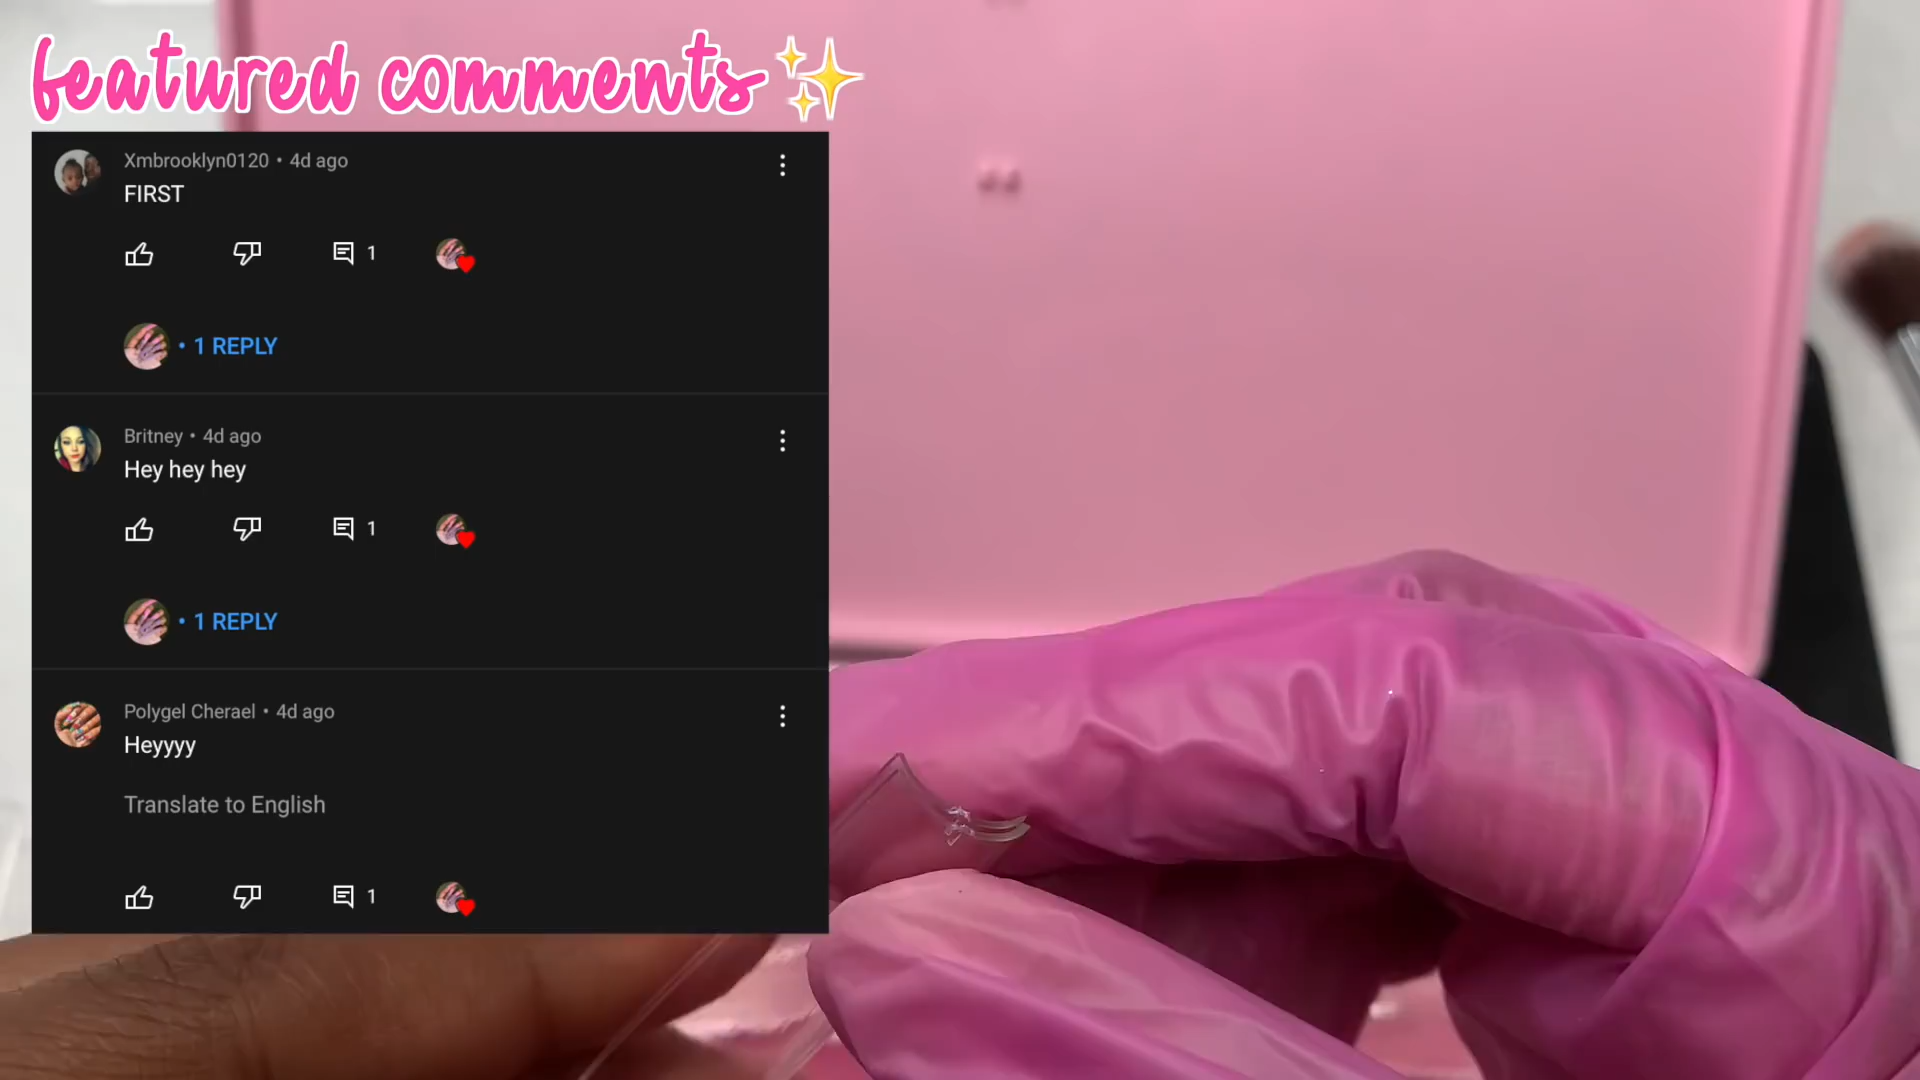 featured comments
Xmbrooklyn0120 • 4d ago
FIRST
1
• 1 REPLY
Britney • 4d ago
Hey hey hey
1
• 1 REPLY
Polygel Cherael • 4d ago
Heyyyy
Translate to English
1